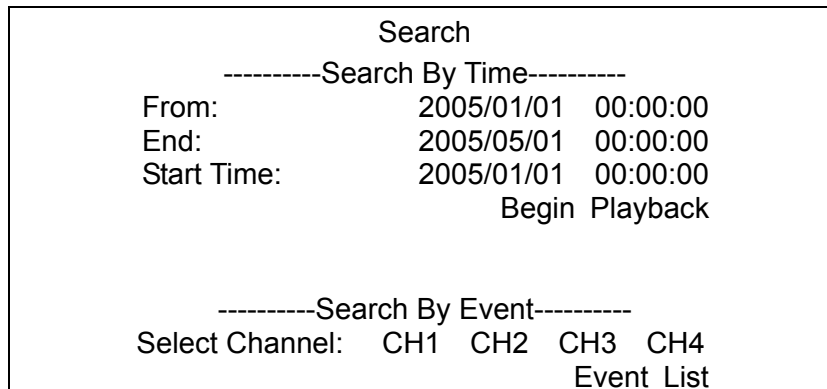 Search
----------Search By Time----------
From: 2005/01/01 00:00:00
End: 2005/05/01 00:00:00
Start Time: 2005/01/01 00:00:00
Begin Playback
----------Search By Event----------
Select Channel: CH1 CH2 CH3 CH4
Event List